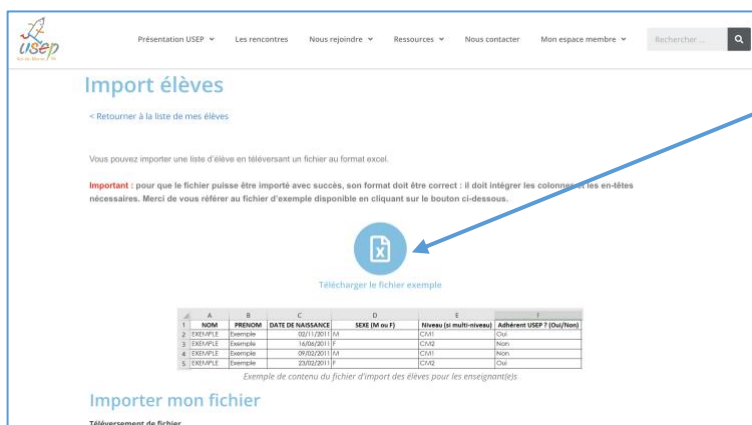 usep
Présentation USEP Les rencontres Nous rejoindre Ressources Nous contacter Mon espace membre Rechercher ...
Import élèves
< Retourner à la liste de mes élèves
Vous pouvez importer une liste d'élève en téléversant un fichier au format excel.
Important : pour que le fichier puisse être importé avec succès, son format doit être correct : il doit intégrer les colonnes et les en-têtes
nécessaires. Merci de vous référer au fichier d'exemple disponible en cliquant sur le bouton ci-dessous.
X
Télécharger le fichier exemple
A B C D E F
1 NOM PRENOM DATE DE NAISSANCE SEXE (M ou F) Niveau (si multi-niveau) Adhérent USEP ? (Oui/Non)
2 EXEMPLE Exemple 02/11/2011 M CM1 Oui
3 EXEMPLE Exemple 16/06/2011 F CM2 Non
4 EXEMPLE Exemple 09/02/2011 M CM1 Non
5 EXEMPLE Exemple 23/02/2011 F CM2 Oui
Exemple de contenu du fichier d'import des élèves pour les enseignant(e)s
Importer mon fichier
Téléversement de fichier